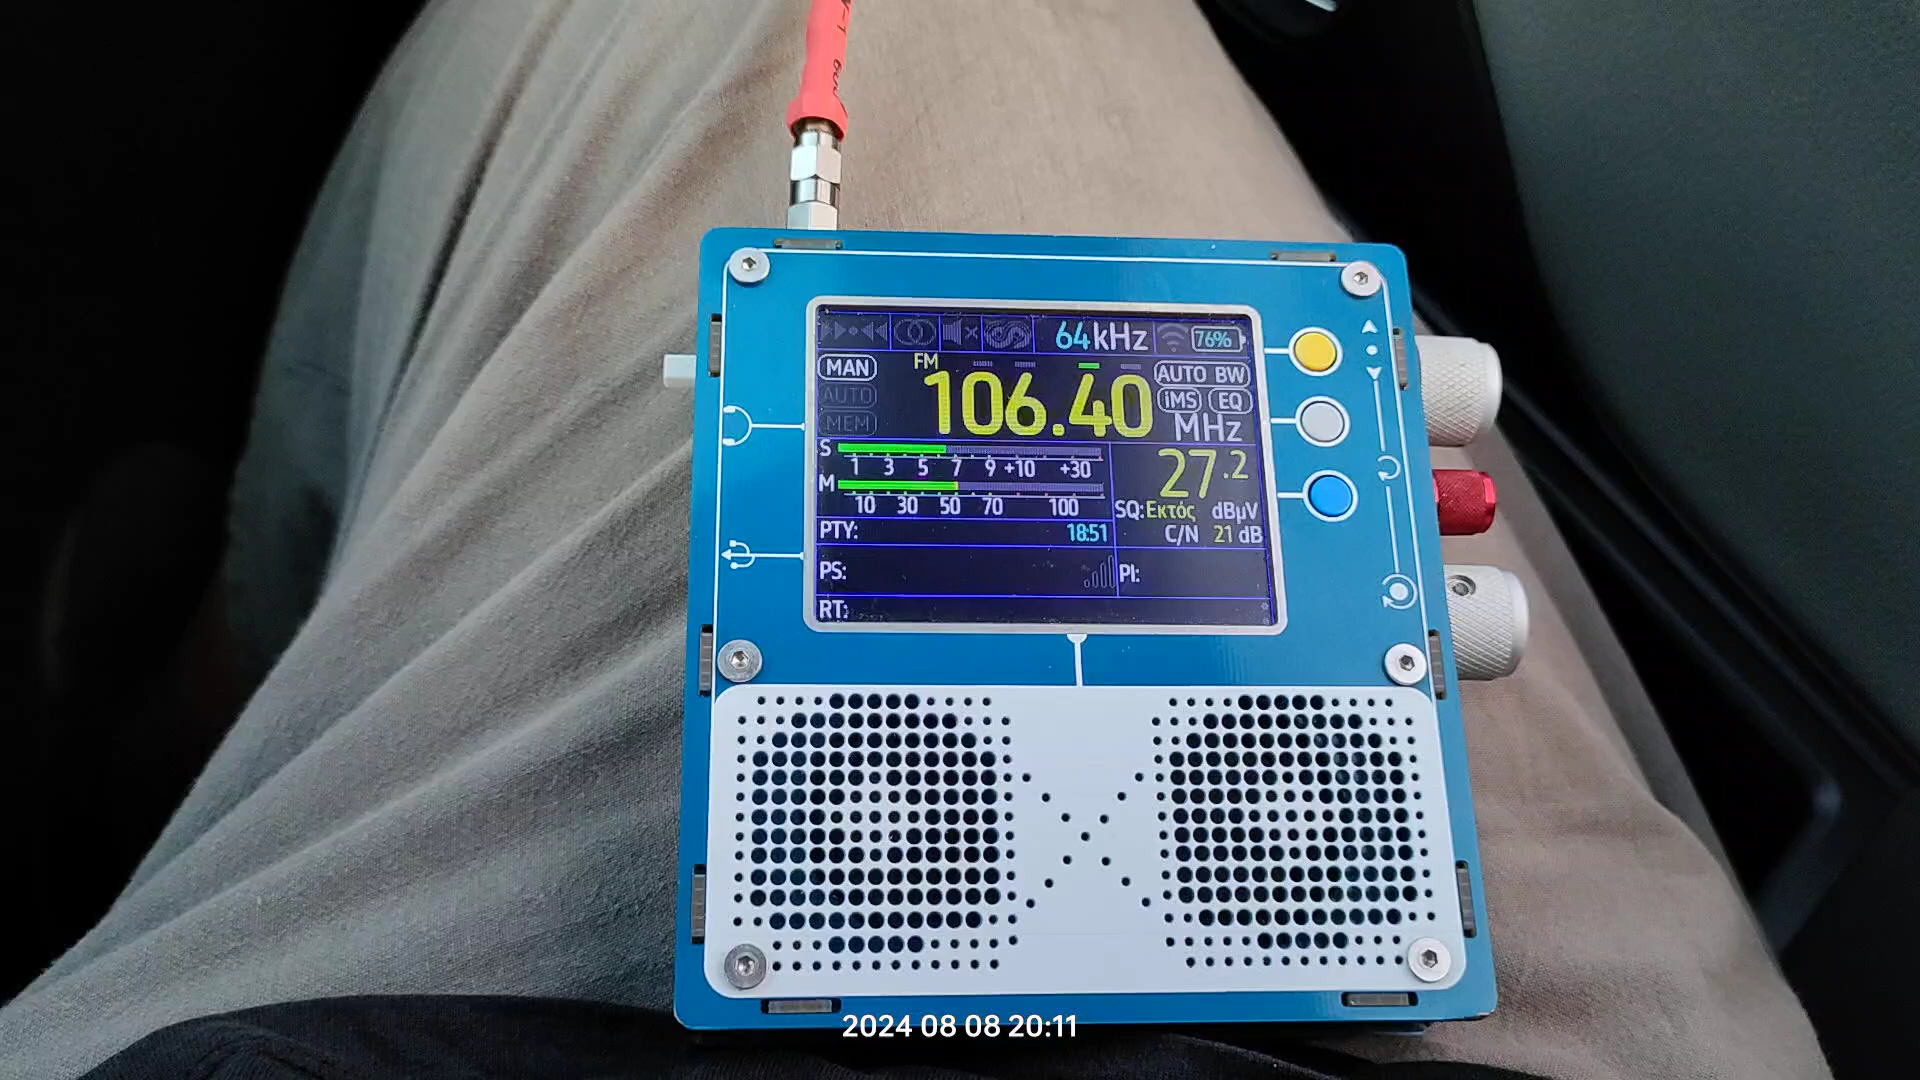 64kHz 76%
MAN FM AUTO BW
AUTO 106.40 iMS EQ
MEM MHz
S 1 3 5 7 9 +10 +30 27.2
M 10 30 50 70 100 SQ:Εκτός dBµV
PTY: 18:51 C/N 21 dB
PS: PI:
RT:
2024 08 08 20:11